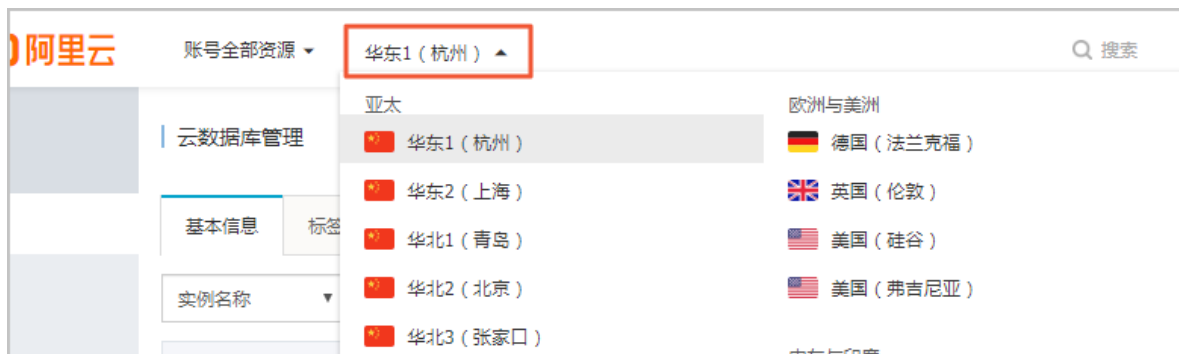 阿里云
账号全部资源
华东1（杭州）
搜索
云数据库管理
基本信息
标签
实例名称
亚太
华东1（杭州）
华东2（上海）
华北1（青岛）
华北2（北京）
华北3（张家口）
欧洲与美洲
德国（法兰克福）
英国（伦敦）
美国（硅谷）
美国（弗吉尼亚）